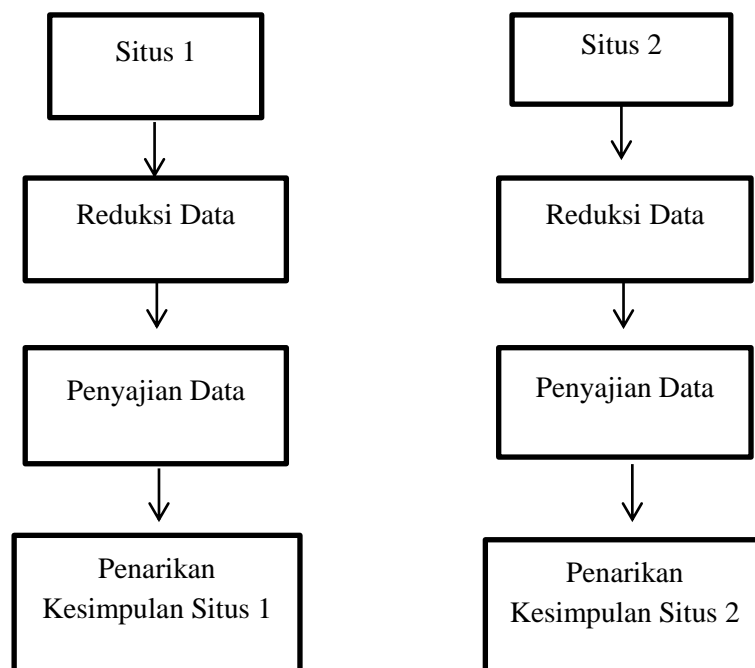 Situs 1
Reduksi Data
Penyajian Data
Penarikan
Kesimpulan Situs 1
Situs 2
Reduksi Data
Penyajian Data
Penarikan
Kesimpulan Situs 2